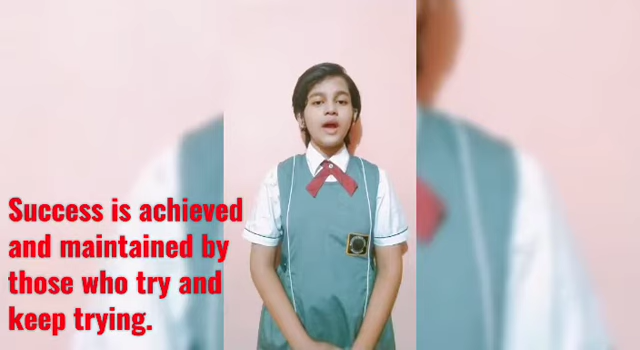 Success is achieved
and maintained by
those who try and
keep trying.